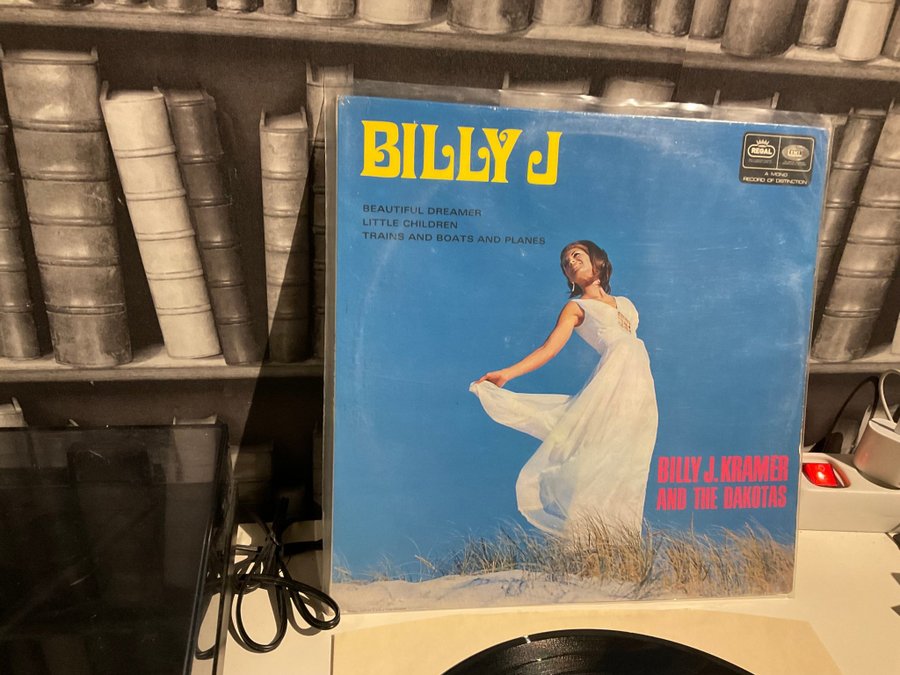 BILLY J
REGAL
A MONO
RECORD OF DISTINCTION
BEAUTIFUL DREAMER
LITTLE CHILDREN
TRAINS AND BOATS AND PLANES
BILLY J. KRAMER
AND THE DAKOTAS